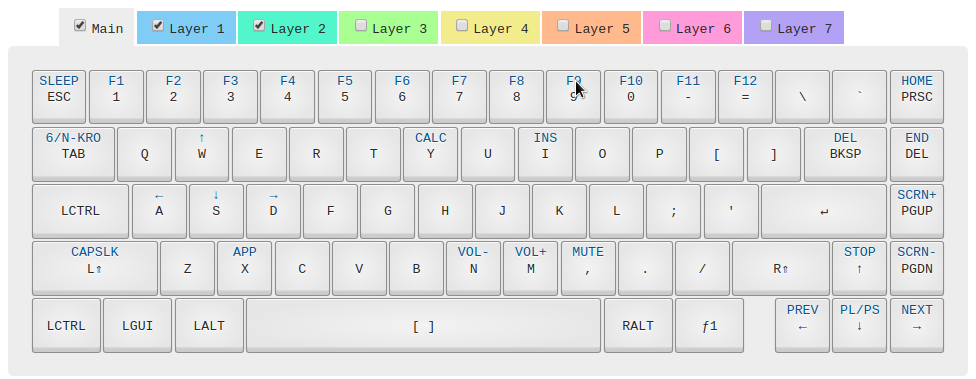 Main Layer 1 Layer 2 Layer 3 Layer 4 Layer 5 Layer 6 Layer 7
SLEEP F1 F2 F3 F4 F5 F6 F7 F8 F9 F10 F11 F12 HOME
ESC 1 2 3 4 5 6 7 8 9 0 - = \ ` PRSC
6/N-KRO ↑ CALC INS DEL END
TAB Q W E R T Y U I O P [ ] BKSP DEL
← ↓ → SCRN+
LCTRL A S D F G H J K L ; ' ↵ PGUP
CAPSLK APP VOL- VOL+ MUTE STOP SCRN-
L⇑ Z X C V B N M , . / R⇑ ↑ PGDN
PREV PL/PS NEXT
LCTRL LGUI LALT [ ] RALT ƒ1 ← ↓ →